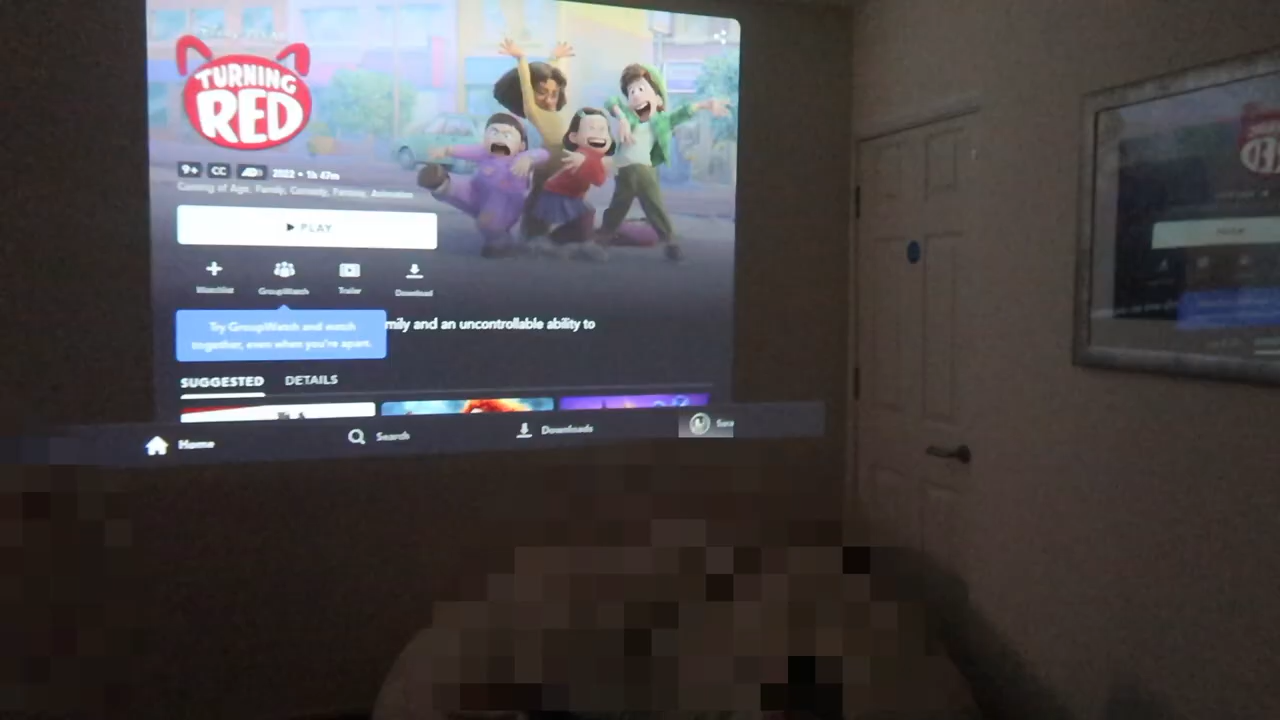 TURNING
RED
9+ CC AD 2022 • 1h 47m
Coming of Age, Family, Comedy, Fantasy, Animation
PLAY
Watchlist GroupWatch Trailer Download
Try GroupWatch and watch
together, even when you're apart.
mily and an uncontrollable ability to
SUGGESTED DETAILS
Home Search Downloads